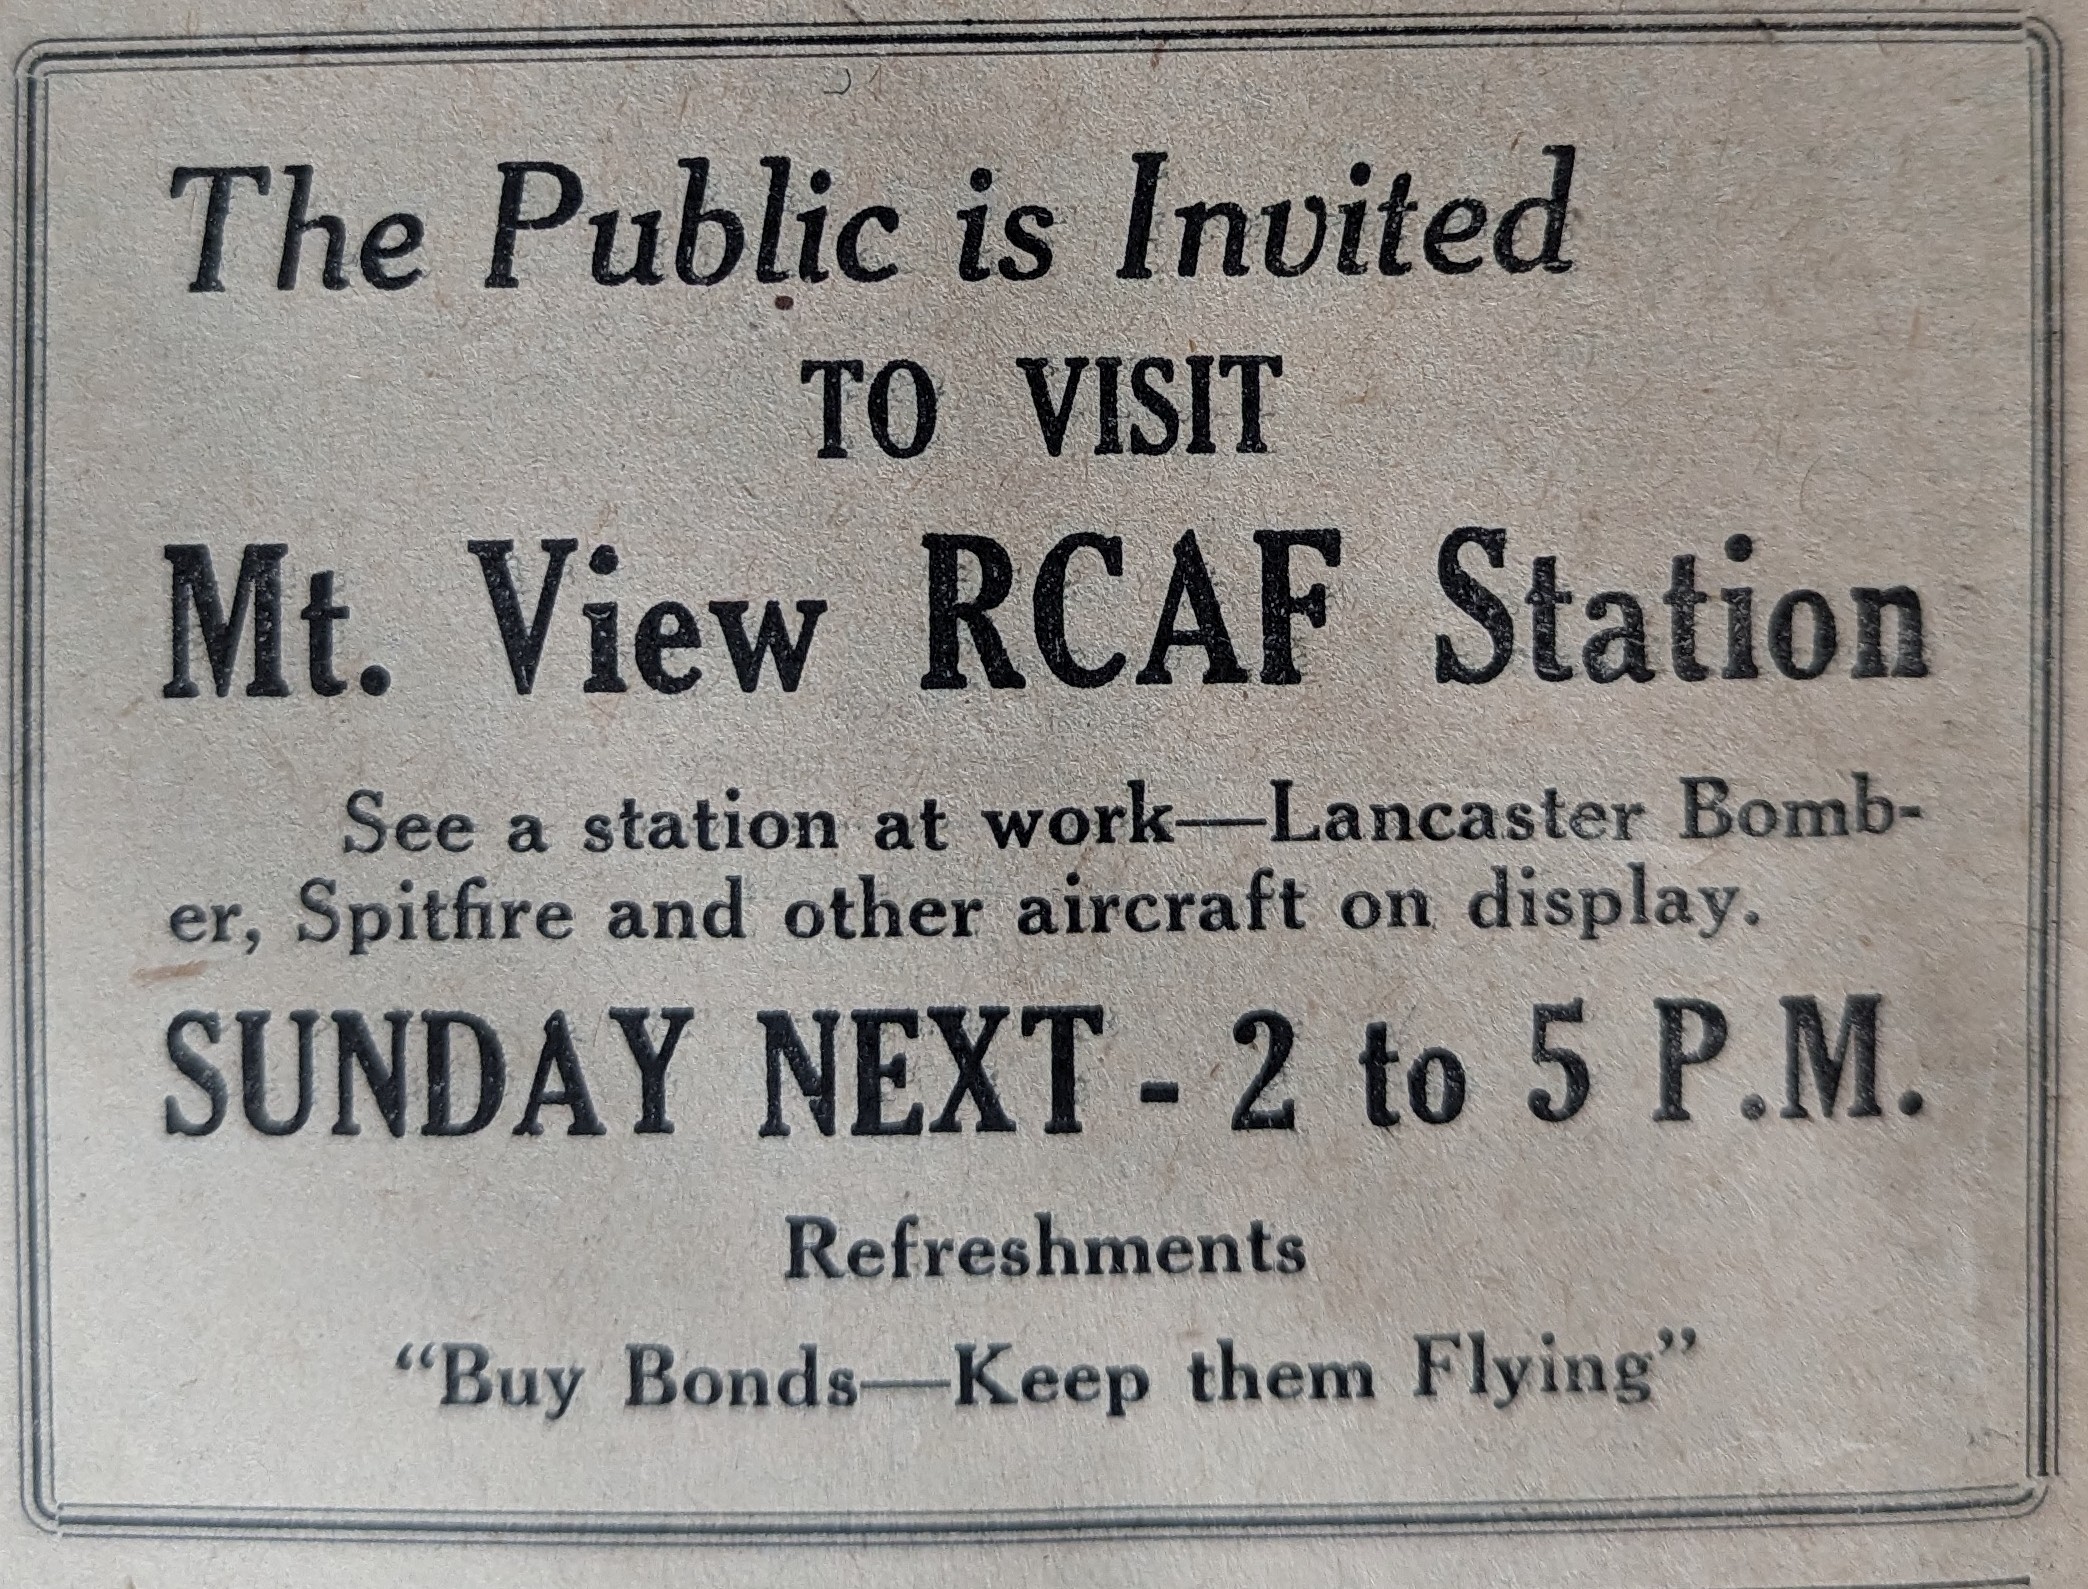 The Public is Invited
TO VISIT
Mt. View RCAF Station
See a station at work—Lancaster Bomb-
er, Spitfire and other aircraft on display.
SUNDAY NEXT - 2 to 5 P.M.
Refreshments
“Buy Bonds—Keep them Flying”